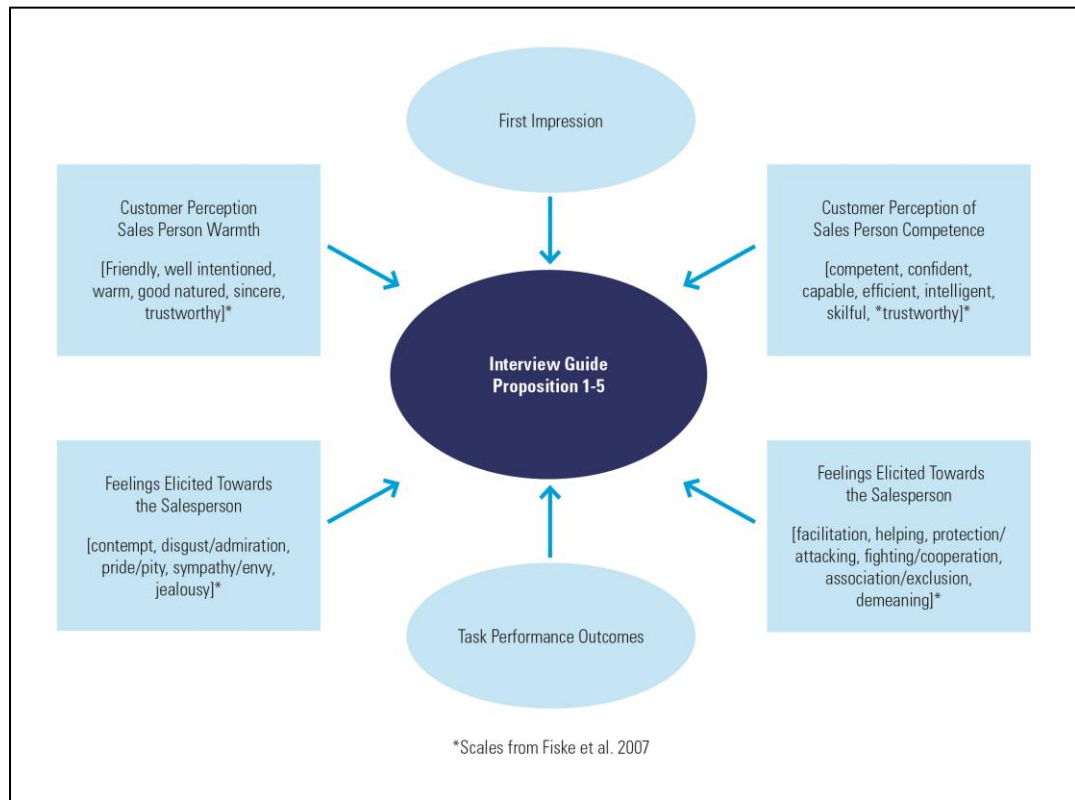 First Impression
Customer Perception
Sales Person Warmth
[Friendly, well intentioned,
warm, good natured, sincere,
trustworthy]*
Customer Perception of
Sales Person Competence
[competent, confident,
capable, efficient, intelligent,
skilful, *trustworthy]*
Interview Guide
Proposition 1-5
Feelings Elicited Towards
the Salesperson
[contempt, disgust/admiration,
pride/pity, sympathy/envy,
jealousy]*
Feelings Elicited Towards
the Salesperson
[facilitation, helping, protection/
attacking, fighting/cooperation,
association/exclusion,
demeaning]*
Task Performance Outcomes
*Scales from Fiske et al. 2007